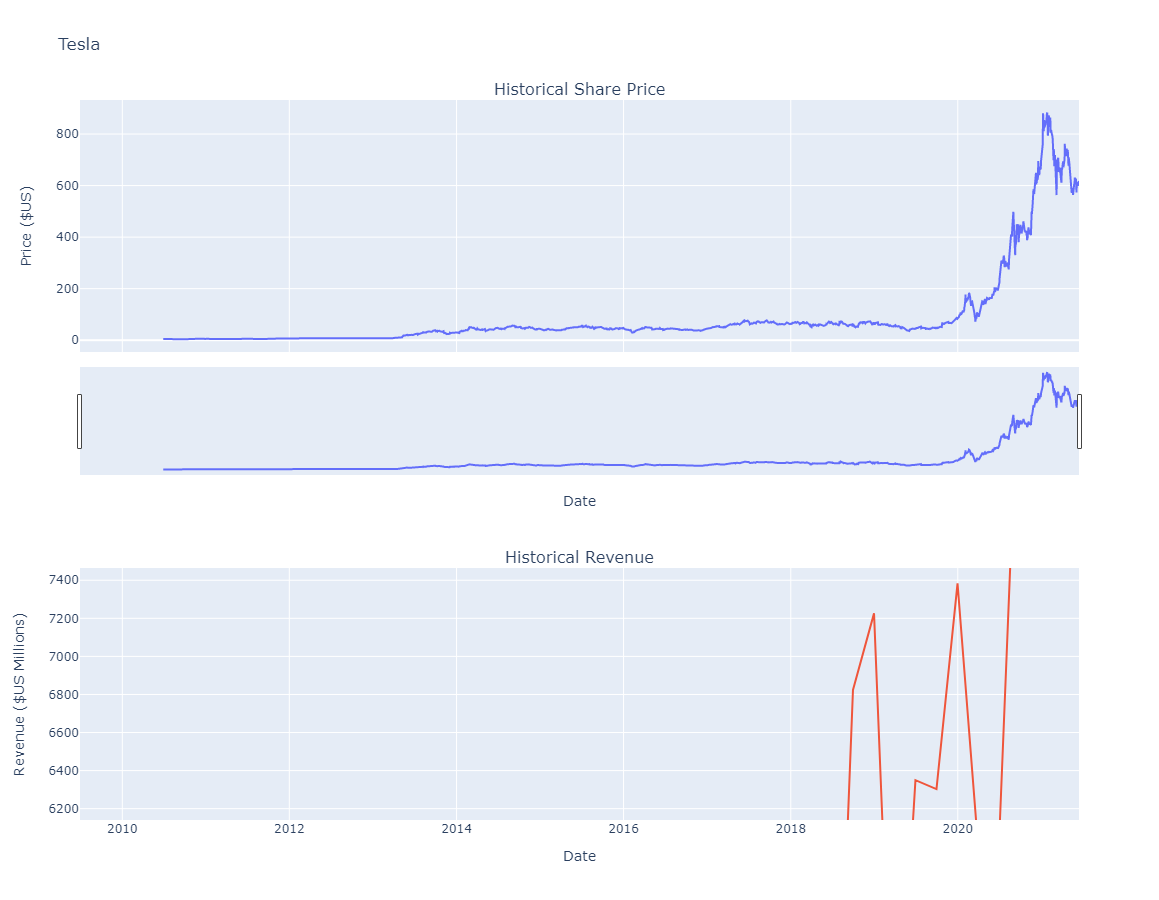 Tesla
Historical Share Price
800
600
400
200
0
Price ($US)
Date
Historical Revenue
7400
7200
7000
6800
6600
6400
6200
Revenue ($US Millions)
2010 2012 2014 2016 2018 2020
Date